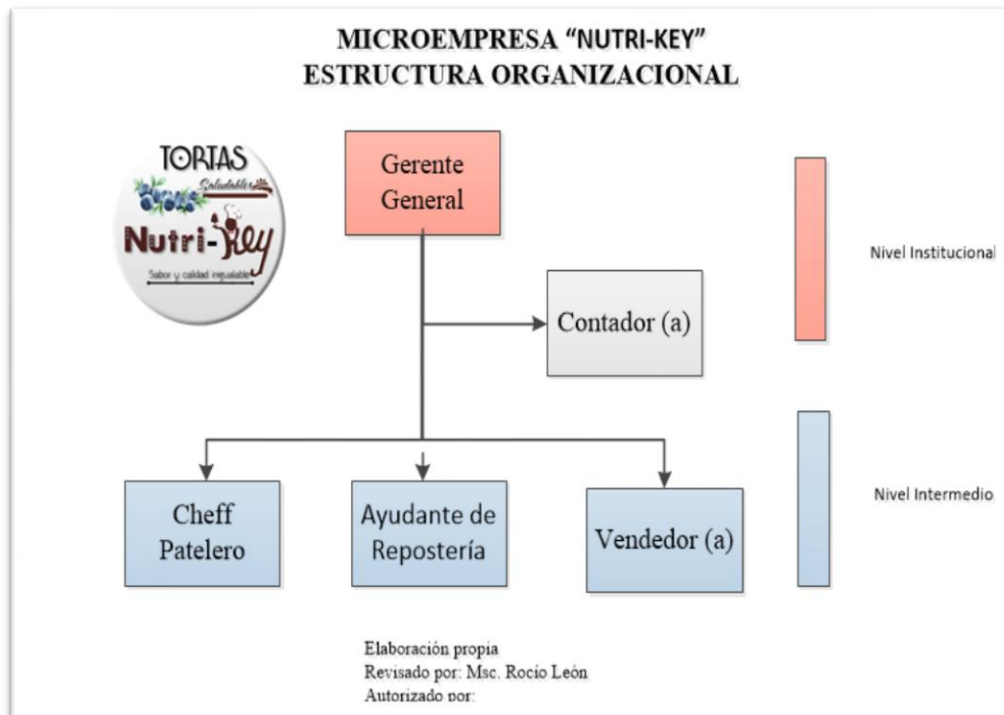 MICROEMPRESA “NUTRI-KEY”
ESTRUCTURA ORGANIZACIONAL
TORTAS
Saludables
Nutri-Key
Sabor y calidad inigualable
Gerente
General
Nivel Institucional
Contador (a)
Cheff
Patelero
Ayudante de
Repostería
Vendedor (a)
Nivel Intermedio
Elaboración propia
Revisado por: Msc. Rocío León
Autorizado por: